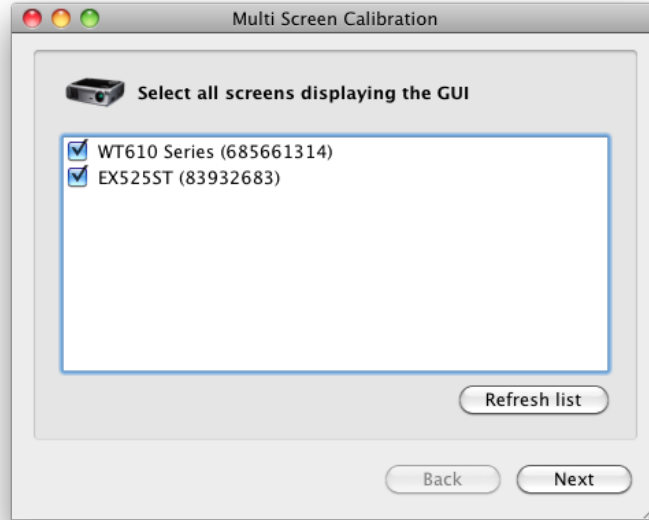 Multi Screen Calibration
Select all screens displaying the GUI
WT610 Series (685661314)
EX525ST (83932683)
Refresh list
Back Next